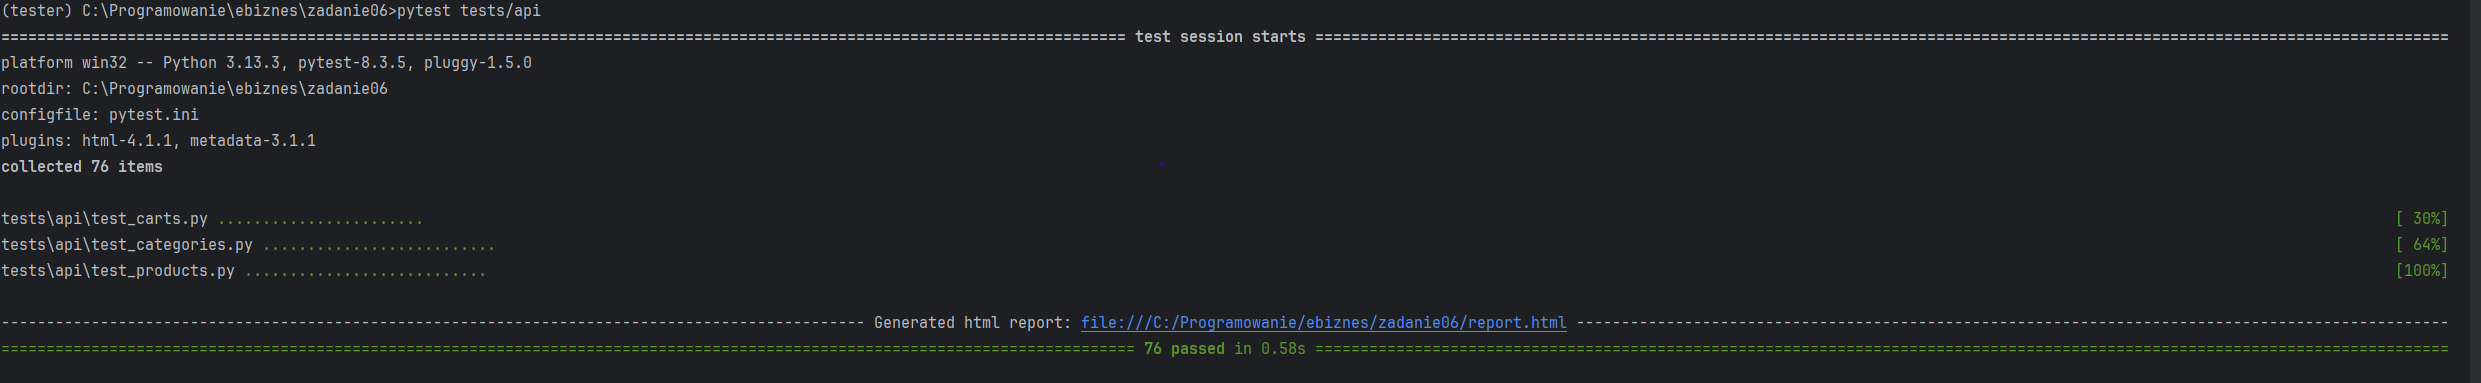 (tester) C:\Programowanie\ebiznes\zadanie06>pytest tests/api
============================================================================================================================= test session starts ==============================================================================================================================
platform win32 -- Python 3.13.3, pytest-8.3.5, pluggy-1.5.0
rootdir: C:\Programowanie\ebiznes\zadanie06
configfile: pytest.ini
plugins: html-4.1.1, metadata-3.1.1
collected 76 items
tests\api\test_carts.py ....................... [ 30%]
tests\api\test_categories.py .......................... [ 64%]
tests\api\test_products.py ........................... [100%]
------------------------------------------------------------------------------------------------ Generated html report: file:///C:/Programowanie/ebiznes/zadanie06/report.html -------------------------------------------------------------------------------------------------
============================================================================================================================== 76 passed in 0.58s ==============================================================================================================================